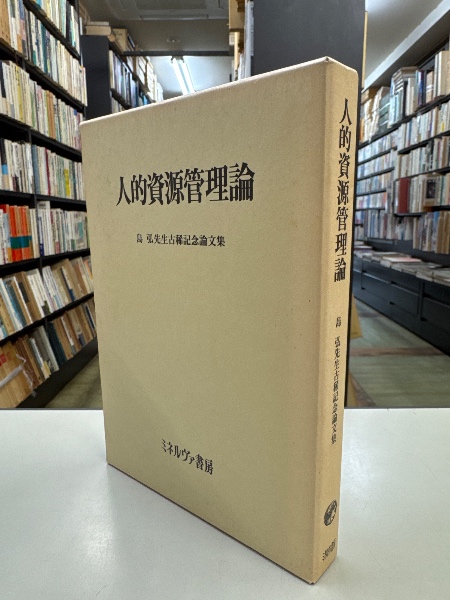 人的資源管理論
島 弘先生古稀記念論文集
ミネルヴァ書房
人的資源管理論
島 弘先生古稀記念論文集